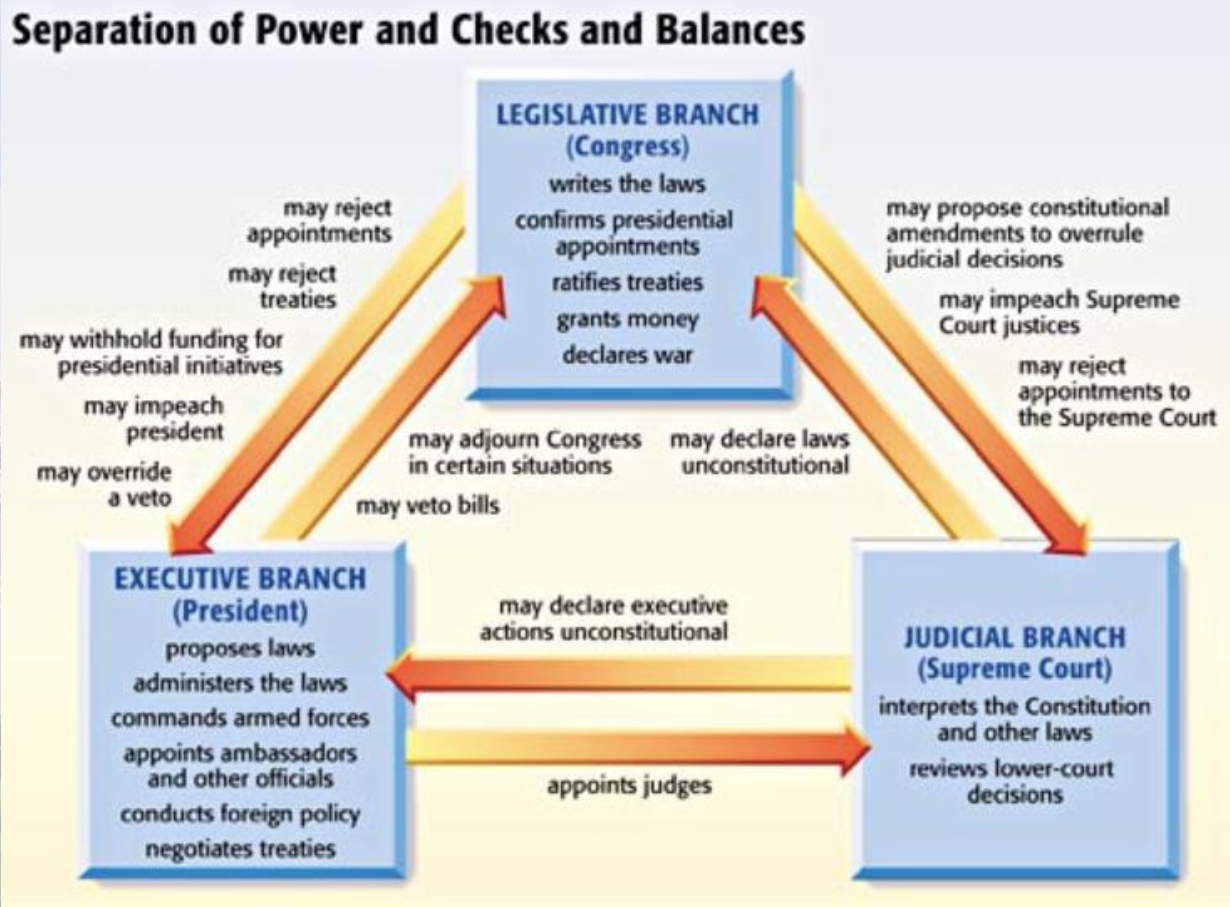 Separation of Power and Checks and Balances
LEGISLATIVE BRANCH
(Congress)
writes the laws
confirms presidential
appointments
ratifies treaties
grants money
declares war
may reject
appointments
may reject
treaties
may withhold funding for
presidential initiatives
may impeach
president
may override
a veto
may propose constitutional
amendments to overrule
judicial decisions
may impeach Supreme
Court justices
may reject
appointments to
the Supreme Court
may adjourn Congress
in certain situations
may veto bills
may declare laws
unconstitutional
EXECUTIVE BRANCH
(President)
proposes laws
administers the laws
commands armed forces
appoints ambassadors
and other officials
conducts foreign policy
negotiates treaties
may declare executive
actions unconstitutional
appoints judges
JUDICIAL BRANCH
(Supreme Court)
interprets the Constitution
and other laws
reviews lower-court
decisions